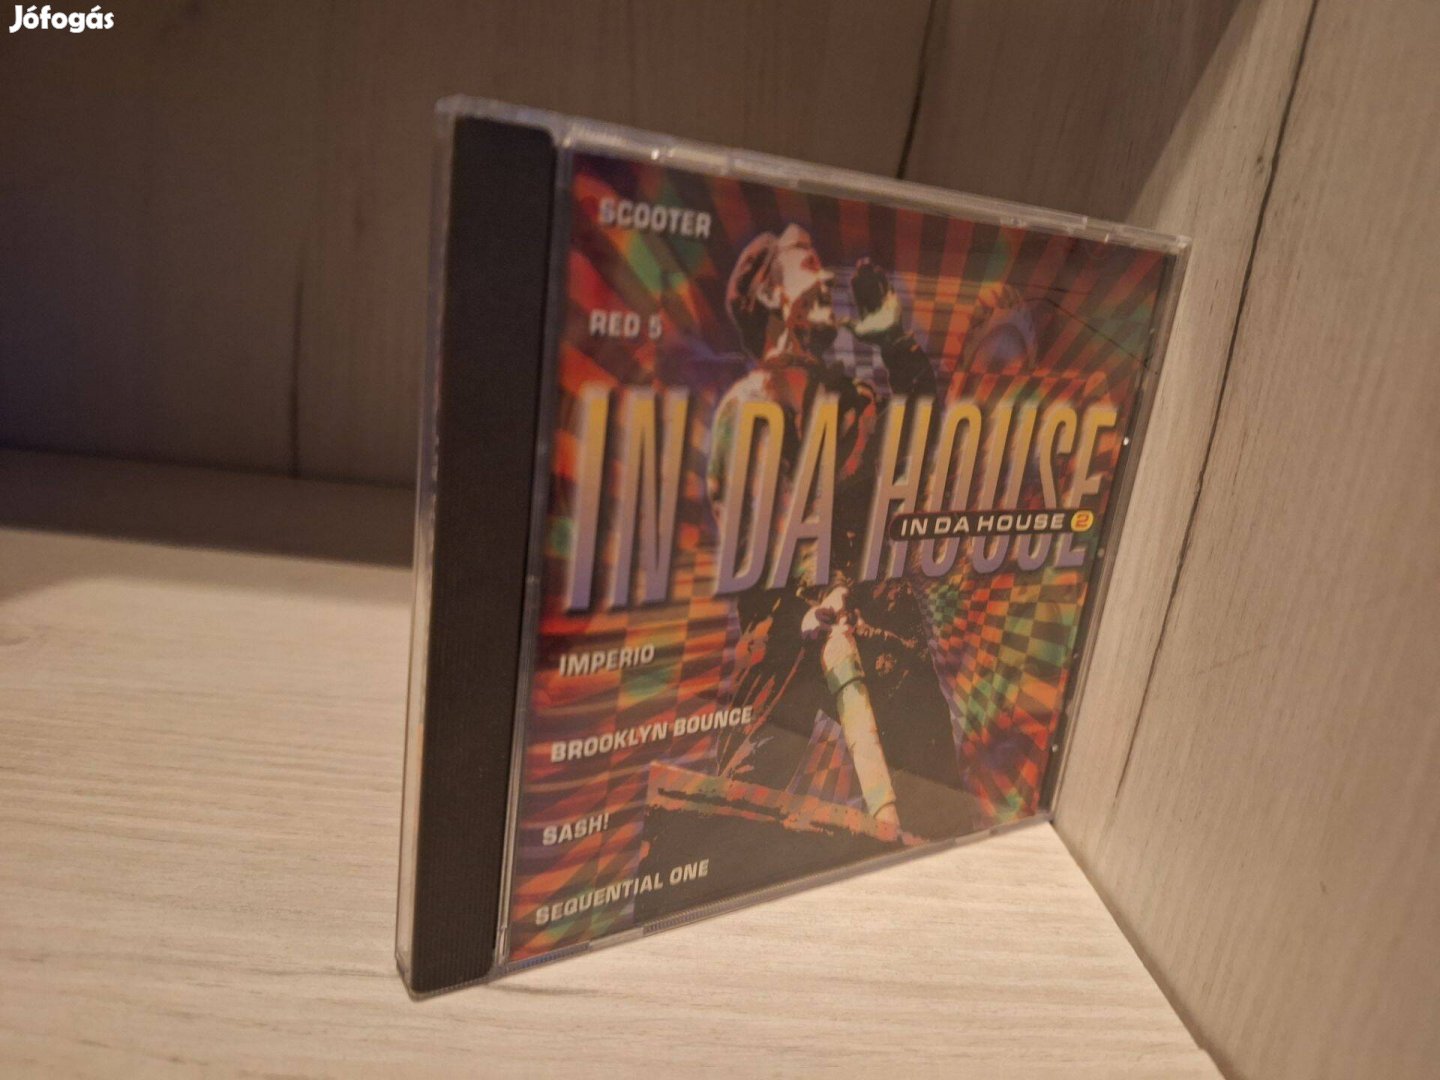 Jófogás
SCOOTER
RED 5
IN DA HOUSE
IN DA HOUSE 2
IMPERIO
BROOKLYN BOUNCE
SASH!
SEQUENTIAL ONE